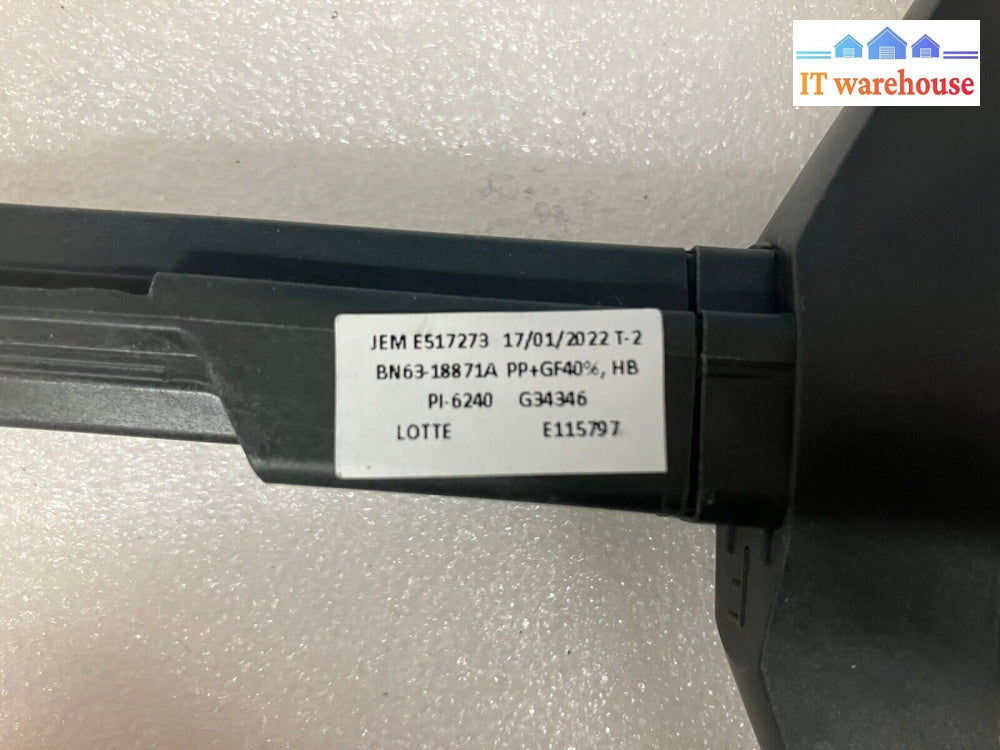 IT warehouse
JEM E517273 17/01/2022 T-2
BN63-18871A PP+GF40%, HB
PI-6240 G34346
LOTTE E115797